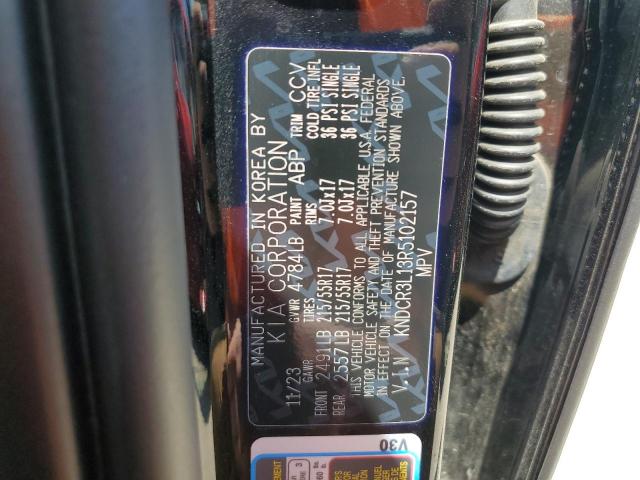 MANUFACTURED IN KOREA BY
KIA CORPORATION
11/23 GVWR 4784LB PAINT ABP TRIM CCV
GAWR TIRES RIMS COLD TIRE INFL
FRONT 2491LB 215/55R17 7.0Jx17 36 PSI SINGLE
REAR 2557LB 215/55R17 7.0Jx17 36 PSI SINGLE
THIS VEHICLE CONFORMS TO ALL APPLICABLE U.S.A. FEDERAL
MOTOR VEHICLE SAFETY AND THEFT PREVENTION STANDARDS
IN EFFECT ON THE DATE OF MANUFACTURE SHOWN ABOVE.
V.I.N KNDCR3L13R5102157
MPV
V30